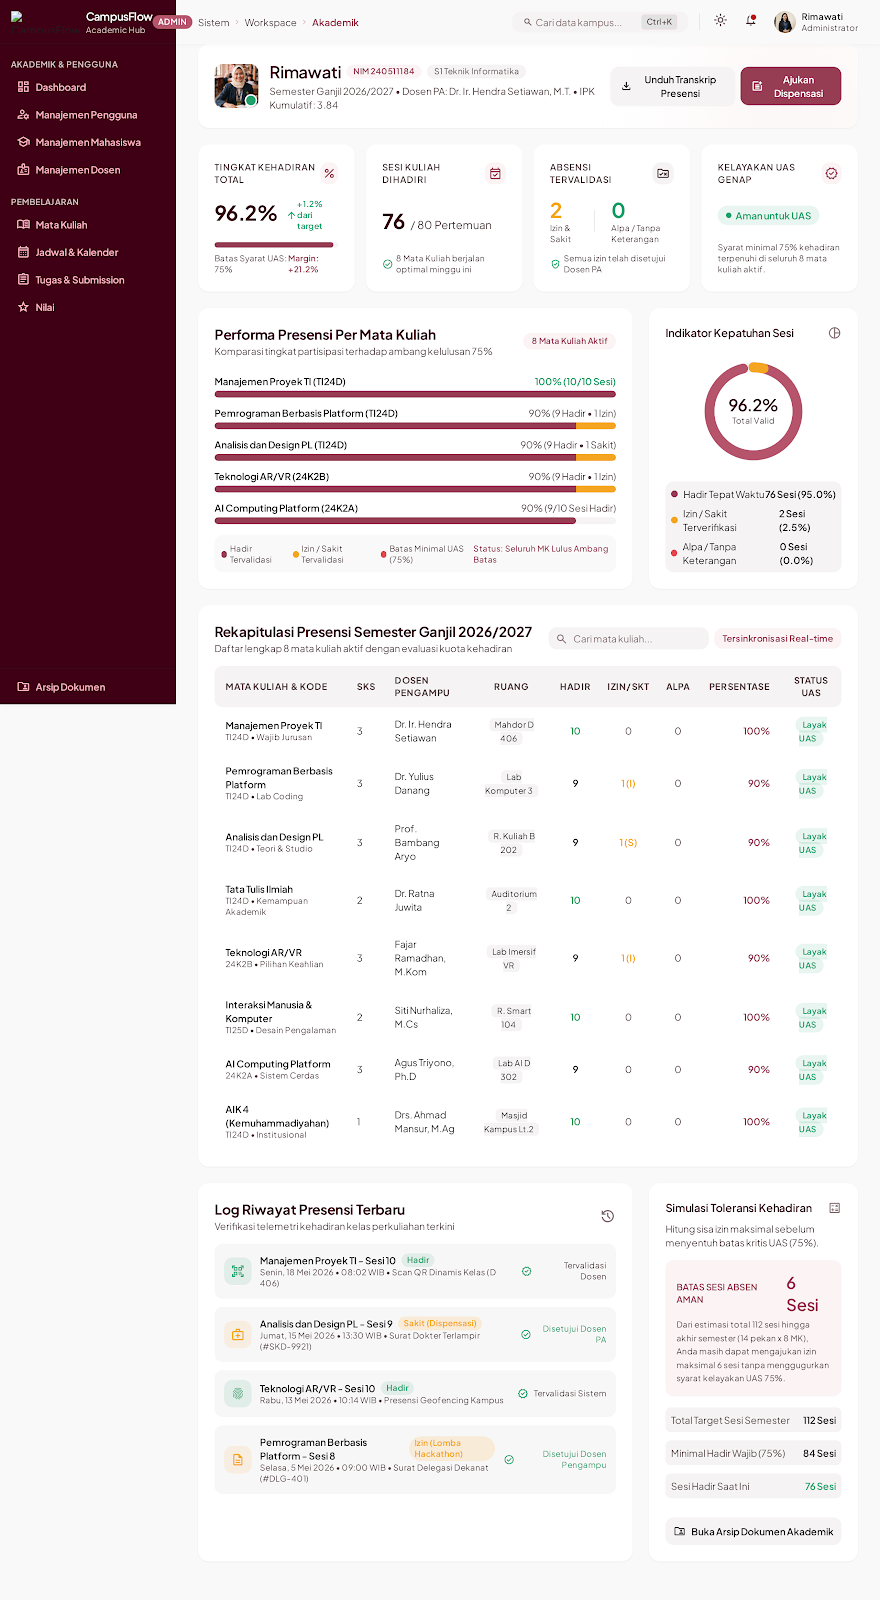 CampusFlow
Academic Hub
ADMIN
AKADEMIK & PENGGUNA
Dashboard
Manajemen Pengguna
Manajemen Mahasiswa
Manajemen Dosen
PEMBELAJARAN
Mata Kuliah
Jadwal & Kalender
Tugas & Submission
Nilai
Arsip Dokumen
Sistem › Workspace › Akademik
Cari data kampus...
Ctrl+K
Rimawati
Administrator
Rimawati
NIM 240511184
S1 Teknik Informatika
Semester Ganjil 2026/2027 • Dosen PA: Dr. Ir. Hendra Setiawan, M.T. • IPK
Kumulatif: 3.84
Unduh Transkrip
Presensi
Ajukan
Dispensasi
TINGKAT KEHADIRAN
TOTAL
96.2%
+1.2%
dari
target
Batas Syarat UAS:
75%
Margin:
+21.2%
SESI KULIAH
DIHADIRI
76 / 80 Pertemuan
8 Mata Kuliah berjalan
optimal minggu ini
ABSENSI
TERVALIDASI
2
Izin &
Sakit
0
Alpa / Tanpa
Keterangan
Semua izin telah disetujui
Dosen PA
KELAYAKAN UAS
GENAP
Aman untuk UAS
Syarat minimal 75% kehadiran
terpenuhi di seluruh 8 mata
kuliah aktif.
Performa Presensi Per Mata Kuliah
Komparasi tingkat partisipasi terhadap ambang kelulusan 75%
8 Mata Kuliah Aktif
Manajemen Proyek TI (TI24D)
100% (10/10 Sesi)
Pemrograman Berbasis Platform (TI24D)
90% (9 Hadir • 1 Izin)
Analisis dan Design PL (TI24D)
90% (9 Hadir • 1 Sakit)
Teknologi AR/VR (24K2B)
90% (9 Hadir • 1 Izin)
AI Computing Platform (24K2A)
90% (9/10 Sesi Hadir)
Hadir
Tervalidasi
Izin / Sakit
Tervalidasi
Batas Minimal UAS
(75%)
Status: Seluruh MK Lulus Ambang
Batas
Indikator Kepatuhan Sesi
96.2%
Total Valid
Hadir Tepat Waktu 76 Sesi (95.0%)
Izin / Sakit
Terverifikasi
2 Sesi
(2.5%)
Alpa / Tanpa
Keterangan
0 Sesi
(0.0%)
Rekapitulasi Presensi Semester Ganjil 2026/2027
Daftar lengkap 8 mata kuliah aktif dengan evaluasi kuota kehadiran
Cari mata kuliah...
Tersinkronisasi Real-time
MATA KULIAH & KODE
SKS
DOSEN
PENGAMPU
RUANG
HADIR
IZIN/SKT
ALPA
PERSENTASE
STATUS
UAS
Manajemen Proyek TI
TI24D • Wajib Jurusan
3
Dr. Ir. Hendra
Setiawan
Mahdor D
406
10
0
0
100%
Layak
UAS
Pemrograman Berbasis
Platform
TI24D • Lab Coding
3
Dr. Yulius
Danang
Lab
Komputer 3
9
1 (I)
0
90%
Layak
UAS
Analisis dan Design PL
TI24D • Teori & Studio
3
Prof.
Bambang
Aryo
R. Kuliah B
202
9
1 (S)
0
90%
Layak
UAS
Tata Tulis Ilmiah
TI24D • Kemampuan
Akademik
2
Dr. Ratna
Juwita
Auditorium
2
10
0
0
100%
Layak
UAS
Teknologi AR/VR
24K2B • Pilihan Keahlian
3
Fajar
Ramadhan,
M.Kom
Lab Imersif
VR
9
1 (I)
0
90%
Layak
UAS
Interaksi Manusia &
Komputer
TI25D • Desain Pengalaman
2
Siti Nurhaliza,
M.Cs
R. Smart
104
10
0
0
100%
Layak
UAS
AI Computing Platform
24K2A • Sistem Cerdas
3
Agus Triyono,
Ph.D
Lab AI D
302
9
0
0
90%
Layak
UAS
AIK 4
(Kemuhammadiyahan)
TI24D • Institusional
1
Drs. Ahmad
Mansur, M.Ag
Masjid
Kampus Lt.2
10
0
0
100%
Layak
UAS
Log Riwayat Presensi Terbaru
Verifikasi telemetri kehadiran kelas perkuliahan terkini
Manajemen Proyek TI - Sesi 10
Hadir
Senin, 18 Mei 2026 • 08:02 WIB • Scan QR Dinamis Kelas (D
406)
Tervalidasi
Dosen
Analisis dan Design PL - Sesi 9
Sakit (Dispensasi)
Jumat, 15 Mei 2026 • 13:30 WIB • Surat Dokter Terlampir
(#SKD-9921)
Disetujui Dosen
PA
Teknologi AR/VR - Sesi 10
Hadir
Rabu, 13 Mei 2026 • 10:14 WIB • Presensi Geofencing Kampus
Tervalidasi Sistem
Pemrograman Berbasis
Platform - Sesi 8
Izin (Lomba
Hackathon)
Selasa, 5 Mei 2026 • 09:00 WIB • Surat Delegasi Dekanat
(#DLG-401)
Disetujui Dosen
Pengampu
Simulasi Toleransi Kehadiran
Hitung sisa izin maksimal sebelum
menyentuh batas kritis UAS (75%).
BATAS SESI ABSEN
AMAN
6
Sesi
Dari estimasi total 112 sesi hingga
akhir semester (14 pekan x 8 MK),
Anda masih dapat mengajukan izin
maksimal 6 sesi tanpa menggugurkan
syarat kelayakan UAS 75%.
Total Target Sesi Semester
112 Sesi
Minimal Hadir Wajib (75%)
84 Sesi
Sesi Hadir Saat Ini
76 Sesi
Buka Arsip Dokumen Akademik